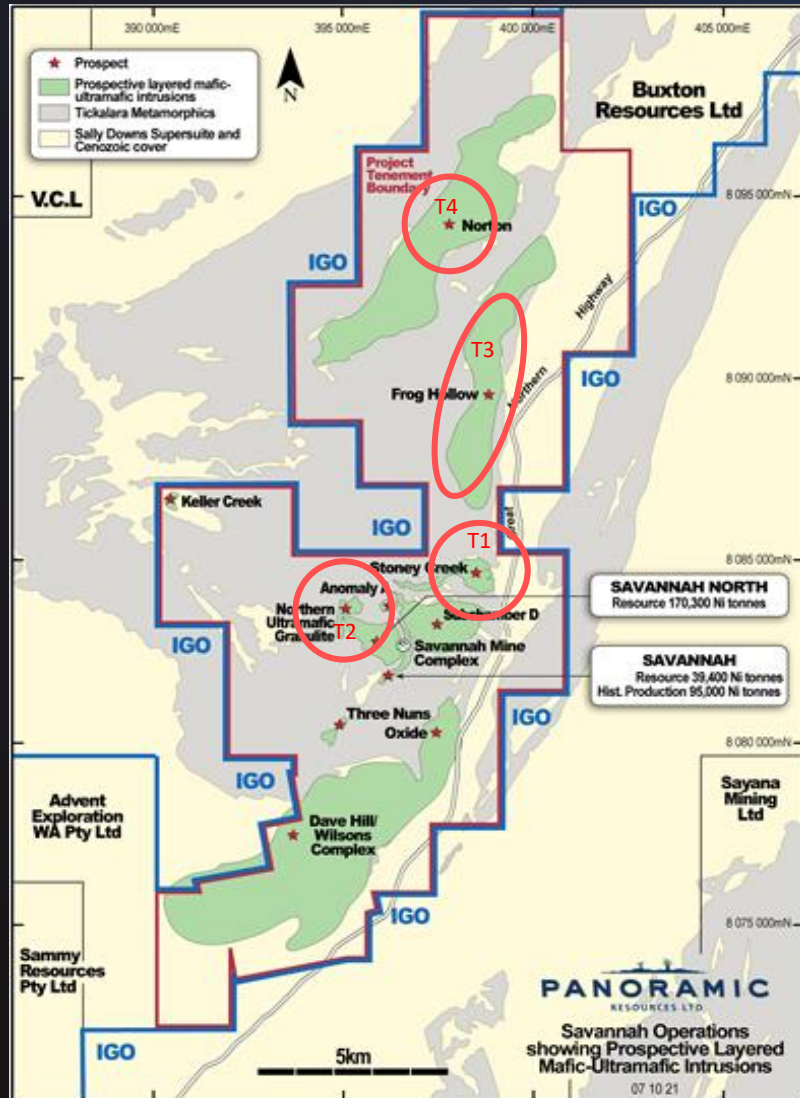 390 000mE
395 000mE
400 000mE
405 000mE
Prospect
Prospective layered mafic-
ultramafic intrusions
Tickalara Metamorphics
Sally Downs Supersuite and
Cenozoic cover
N
Buxton
Resources Ltd
Project
Tenement
Boundary
V.C.L
8 095 000mN
IGO
T4
Norton
IGO
Highway
T3
8 090 000mN
IGO
Frog Hollow
Northern
Keller Creek
IGO
Great
T1
8 085 000mN
Stoney Creek
Anomaly A
SAVANNAH NORTH
Resource 170,300 Ni tonnes
Northern
Ultramafic
Granulite
T2
Subchamber D
IGO
Savannah Mine
Complex
SAVANNAH
Resource 39,400 Ni tonnes
Hist. Production 95,000 Ni tonnes
Three Nuns
IGO
Oxide
8 080 000mN
IGO
Advent
Exploration
WA Pty Ltd
Sayana
Mining
Ltd
Dave Hill/
Wilsons
Complex
IGO
8 075 000mN
Sammy
Resources
Pty Ltd
PANORAMIC
RESOURCES LTD
IGO
5km
Savannah Operations
showing Prospective Layered
Mafic-Ultramafic Intrusions
07 10 21